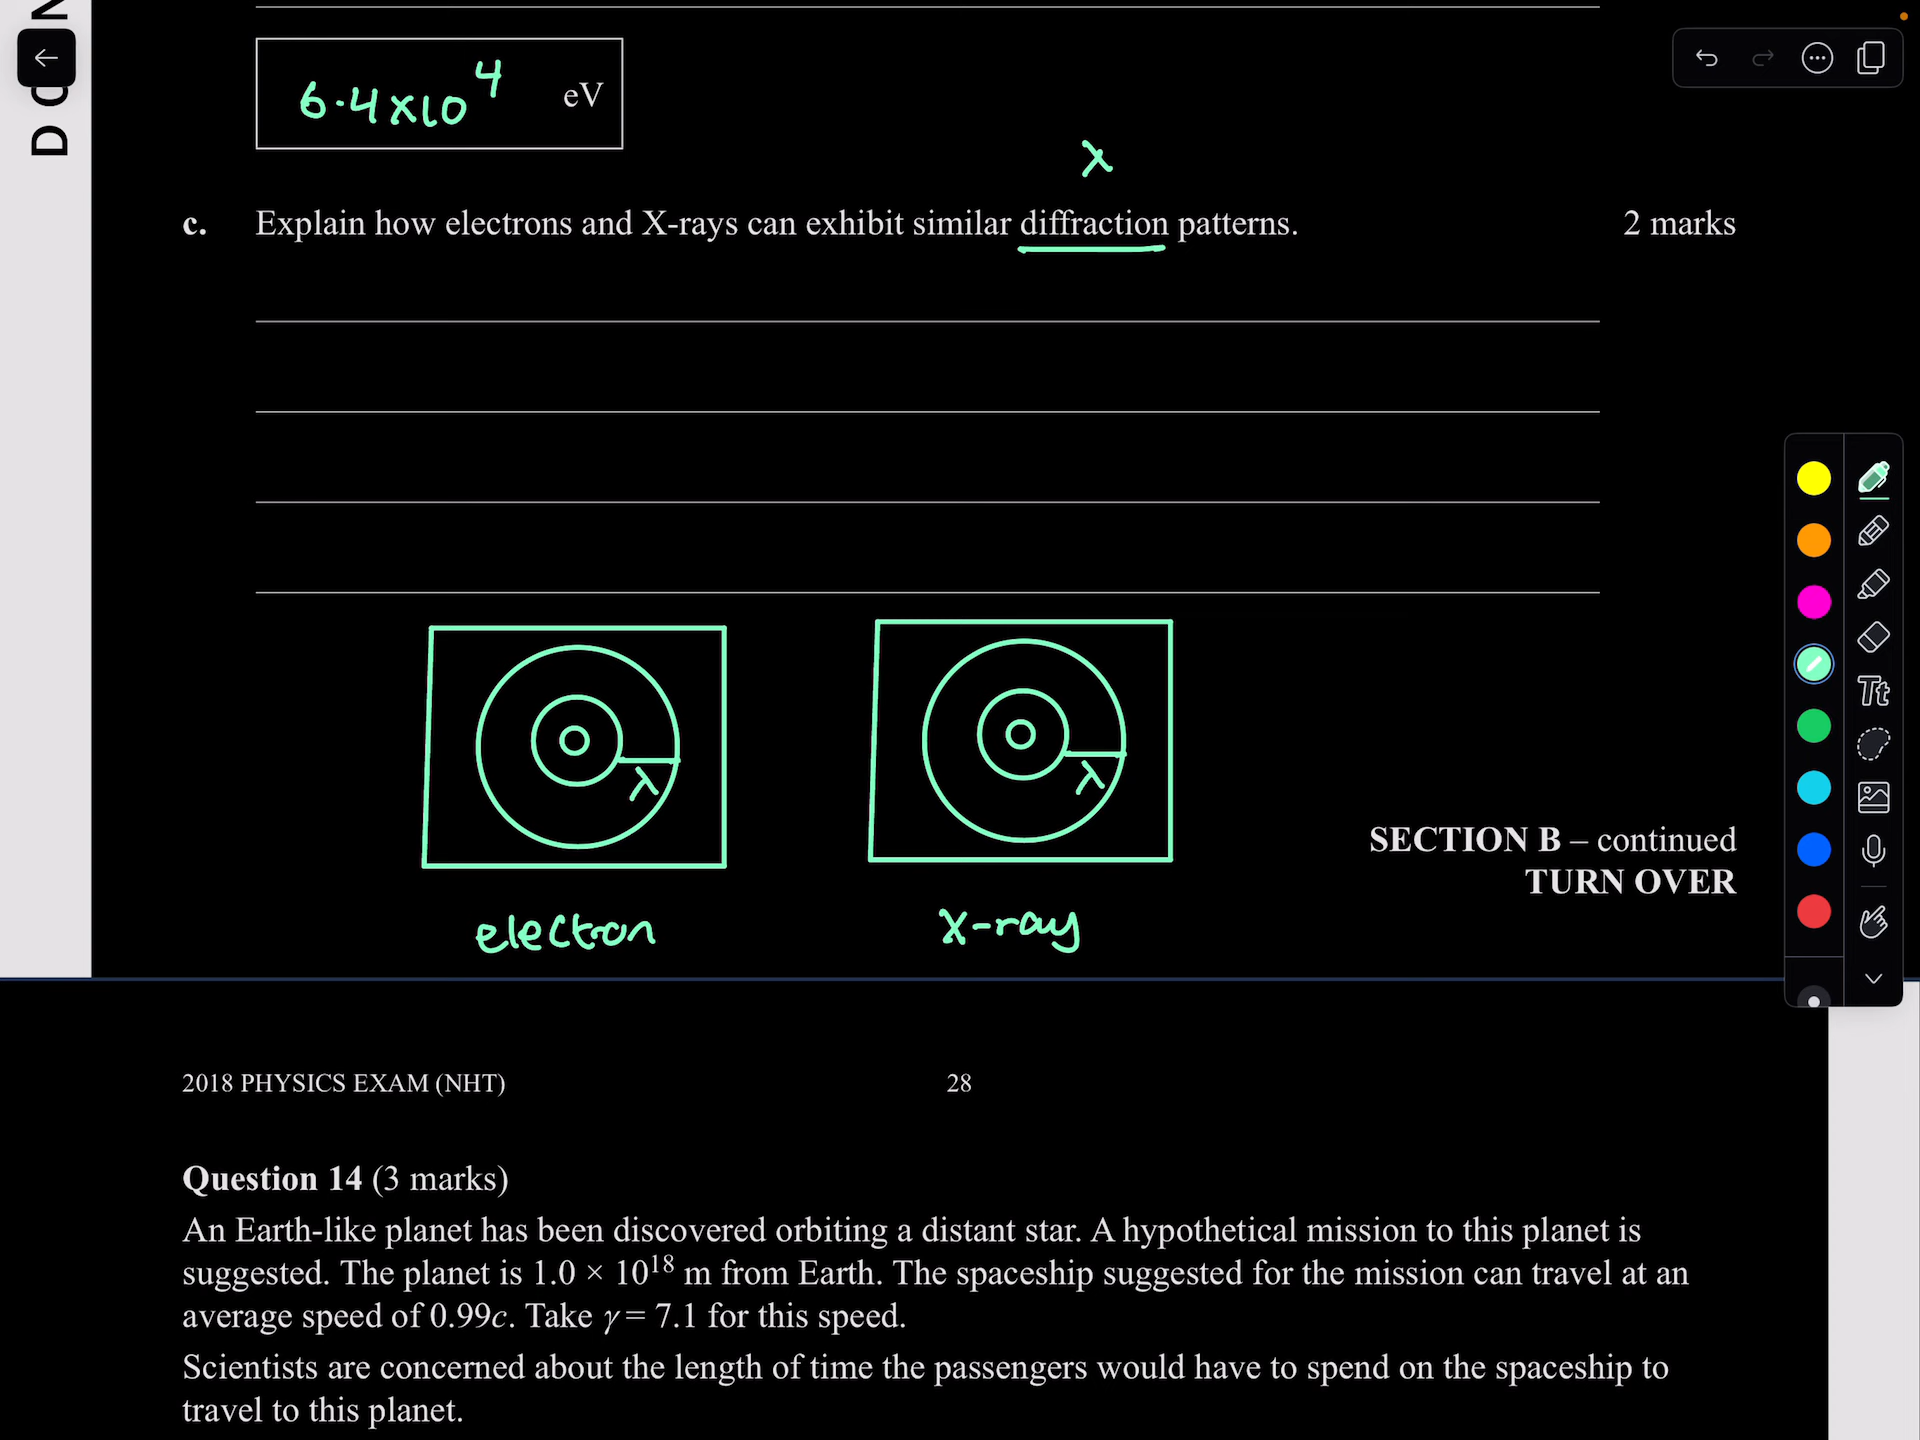 6.4x10⁴ eV
λ
c. Explain how electrons and X-rays can exhibit similar diffraction patterns. 2 marks
λ
λ
SECTION B – continued
TURN OVER
electron
x-ray
Tt
2018 PHYSICS EXAM (NHT) 28
Question 14 (3 marks)
An Earth-like planet has been discovered orbiting a distant star. A hypothetical mission to this planet is
suggested. The planet is 1.0 × 10¹⁸ m from Earth. The spaceship suggested for the mission can travel at an
average speed of 0.99c. Take γ = 7.1 for this speed.
Scientists are concerned about the length of time the passengers would have to spend on the spaceship to
travel to this planet.